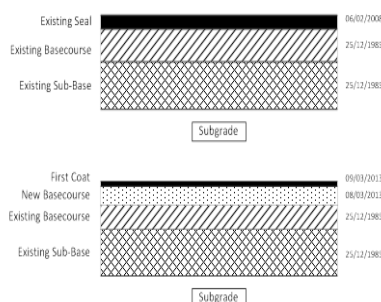 Existing Seal 06/02/2008
Existing Basecourse 25/12/1983
Existing Sub-Base 25/12/1983
Subgrade
First Coat 09/03/2013
New Basecourse 08/03/2013
Existing Basecourse 25/12/1983
Existing Sub-Base 25/12/1983
Subgrade